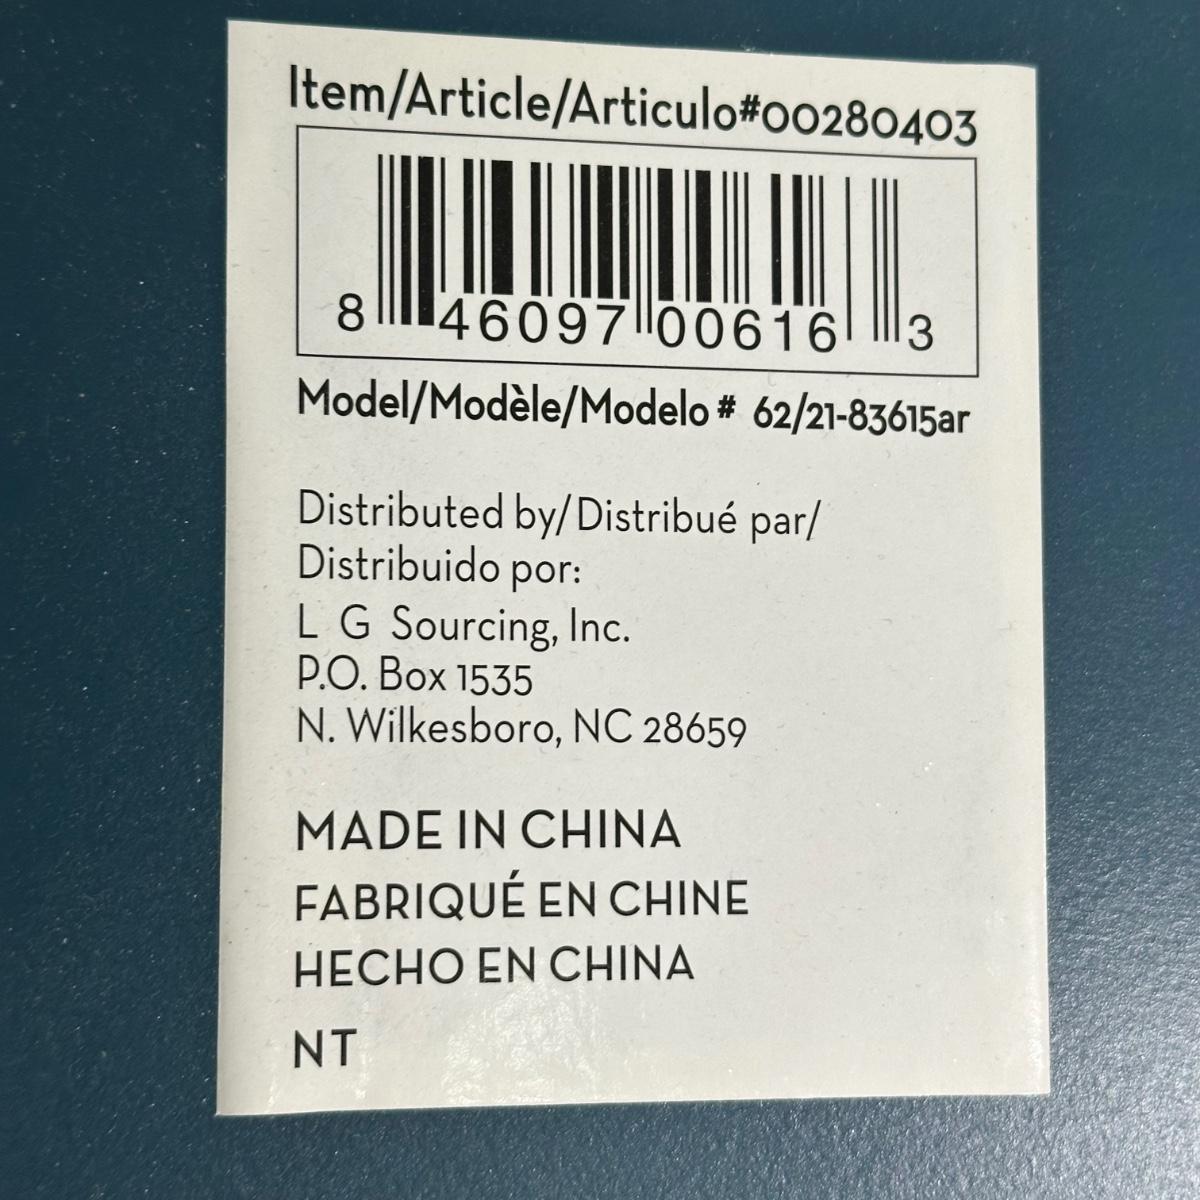 Item/Article/Articulo#00280403
8 46097 00616 3
Model/Modèle/Modelo # 62/21-83615ar
Distributed by/Distribué par/
Distribuido por:
L G Sourcing, Inc.
P.O. Box 1535
N. Wilkesboro, NC 28659
MADE IN CHINA
FABRIQUÉ EN CHINE
HECHO EN CHINA
NT